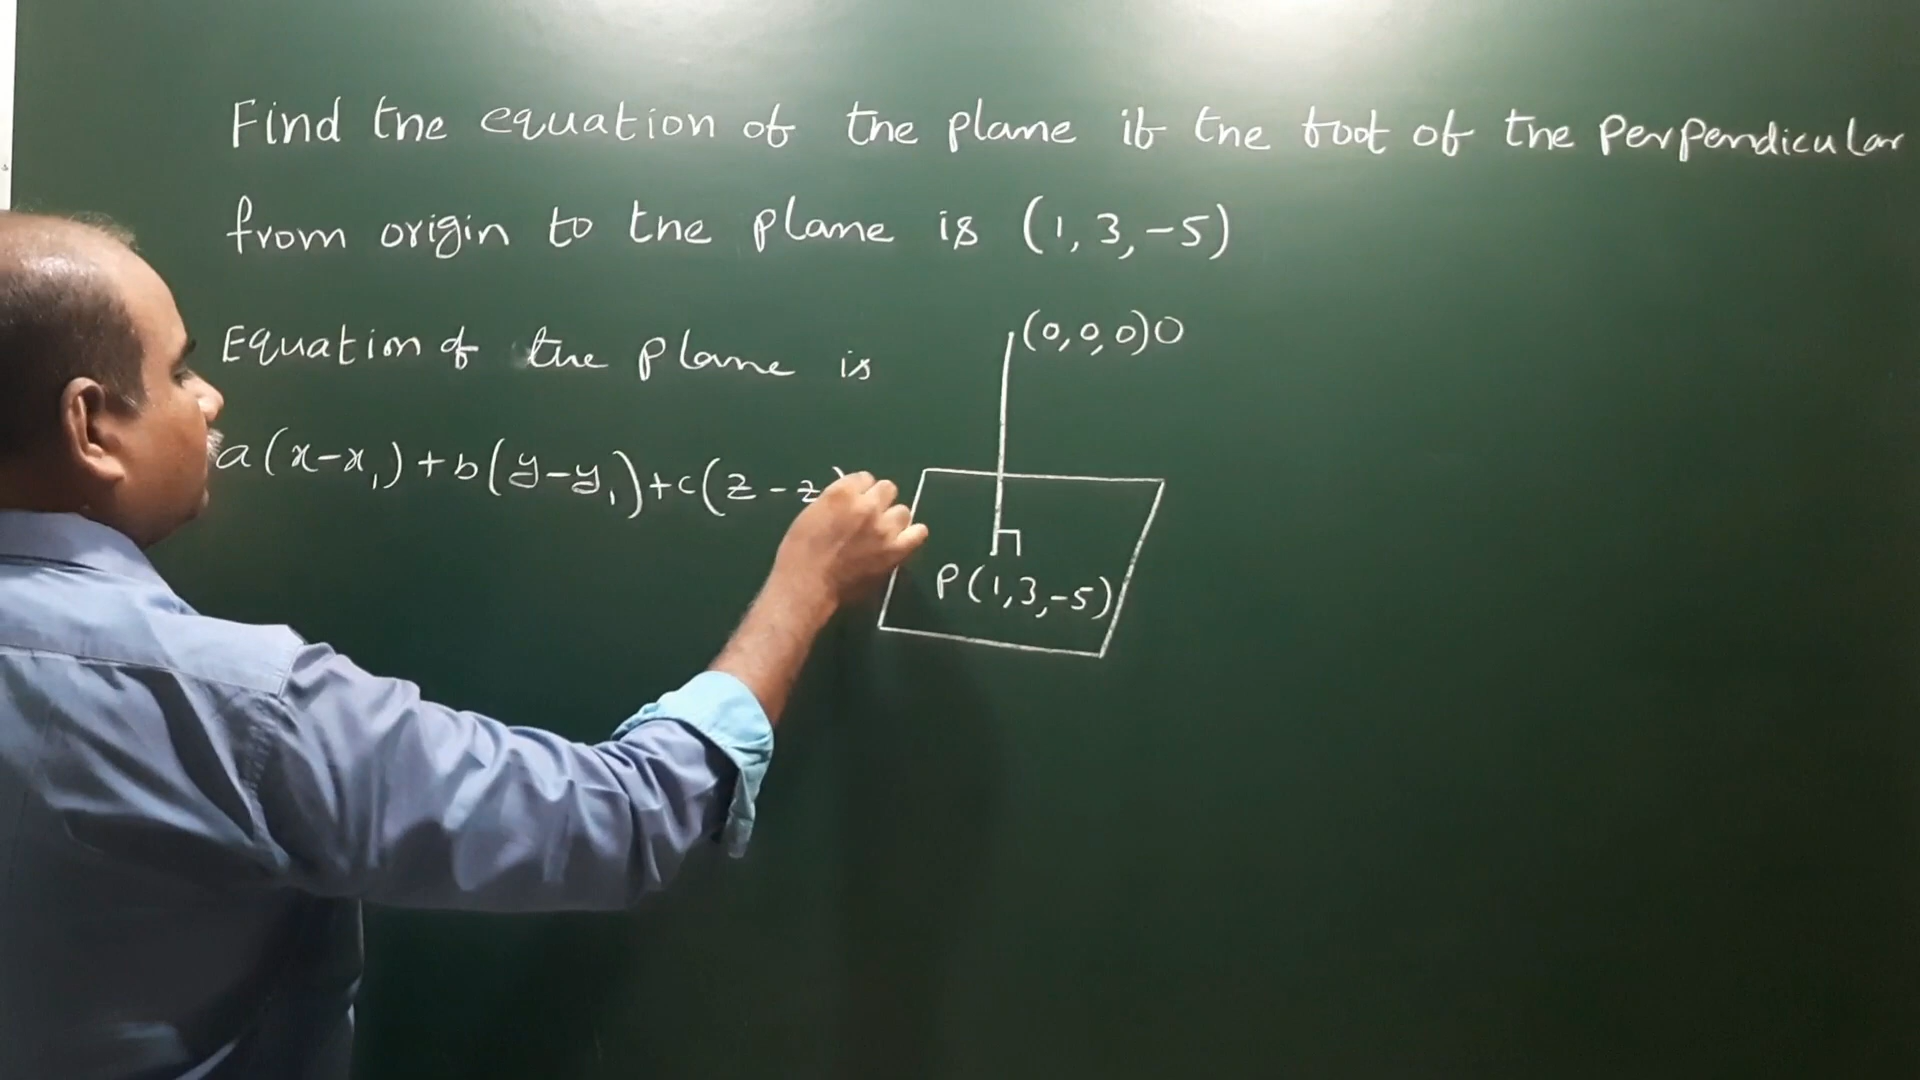 Find the equation of the plane if the foot of the perpendicular
from origin to the plane is (1, 3, -5)
Equation of the plane is
a(x-x₁)+b(y-y₁)+c(z-z
(0,0,0)O
P(1,3,-5)